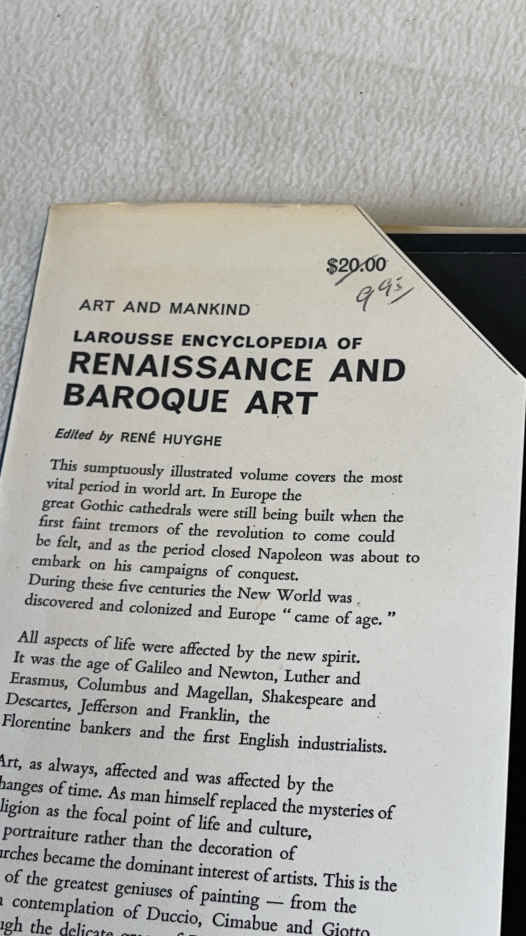 $20.00
9 95
ART AND MANKIND
LAROUSSE ENCYCLOPEDIA OF
RENAISSANCE AND
BAROQUE ART
Edited by RENÉ HUYGHE
This sumptuously illustrated volume covers the most
vital period in world art. In Europe the
great Gothic cathedrals were still being built when the
first faint tremors of the revolution to come could
be felt, and as the period closed Napoleon was about to
embark on his campaigns of conquest.
During these five centuries the New World was
discovered and colonized and Europe “ came of age. ”
All aspects of life were affected by the new spirit.
It was the age of Galileo and Newton, Luther and
Erasmus, Columbus and Magellan, Shakespeare and
Descartes, Jefferson and Franklin, the
Florentine bankers and the first English industrialists.
Art, as always, affected and was affected by the
hanges of time. As man himself replaced the mysteries of
ligion as the focal point of life and culture,
portraiture rather than the decoration of
urches became the dominant interest of artists. This is the
of the greatest geniuses of painting — from the
contemplation of Duccio, Cimabue and Giotto
ugh the delicate